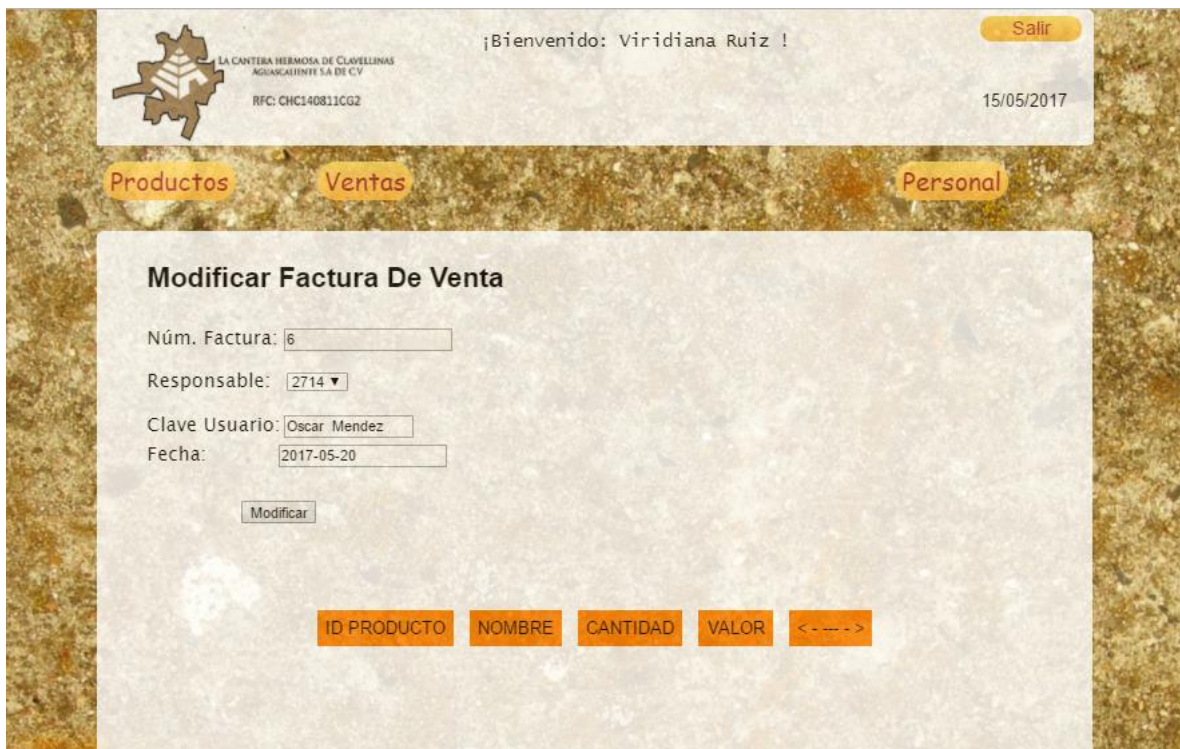 ¡Bienvenido: Viridiana Ruiz !
Salir
LA CANTERA HERMOSA DE CLAVELLINAS
AGUASCALIENTE S.A DE C.V
RFC: CHC140811CG2
15/05/2017
Productos
Ventas
Personal
Modificar Factura De Venta
Núm. Factura: 6
Responsable: 2714
Clave Usuario: Oscar Mendez
Fecha: 2017-05-20
Modificar
ID PRODUCTO NOMBRE CANTIDAD VALOR < - --- - >